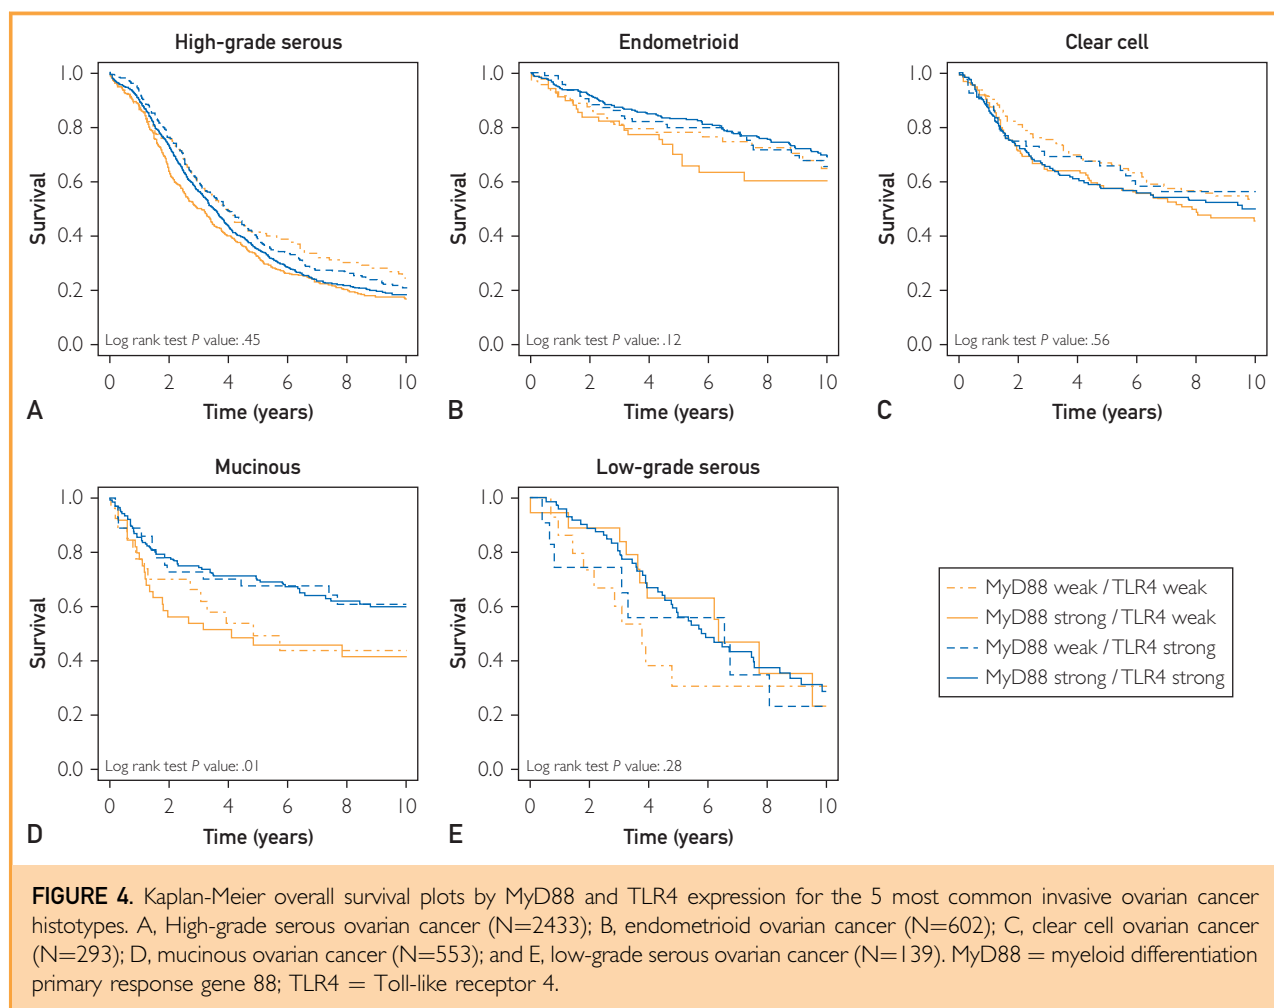 High-grade serous
Endometrioid
Clear cell
1.0
0.8
0.6
0.4
0.2
0.0
Survival
Log rank test P value: .45
0 2 4 6 8 10
Time (years)
A
1.0
0.8
0.6
0.4
0.2
0.0
Survival
Log rank test P value: .12
0 2 4 6 8 10
Time (years)
B
1.0
0.8
0.6
0.4
0.2
0.0
Survival
Log rank test P value: .56
0 2 4 6 8 10
Time (years)
C
Mucinous
1.0
0.8
0.6
0.4
0.2
0.0
Survival
Log rank test P value: .01
0 2 4 6 8 10
Time (years)
D
Low-grade serous
1.0
0.8
0.6
0.4
0.2
0.0
Survival
Log rank test P value: .28
0 2 4 6 8 10
Time (years)
E
MyD88 weak / TLR4 weak
MyD88 strong / TLR4 weak
MyD88 weak / TLR4 strong
MyD88 strong / TLR4 strong
FIGURE 4. Kaplan-Meier overall survival plots by MyD88 and TLR4 expression for the 5 most common invasive ovarian cancer
histotypes. A, High-grade serous ovarian cancer (N=2433); B, endometrioid ovarian cancer (N=602); C, clear cell ovarian cancer
(N=293); D, mucinous ovarian cancer (N=553); and E, low-grade serous ovarian cancer (N=139). MyD88 = myeloid differentiation
primary response gene 88; TLR4 = Toll-like receptor 4.